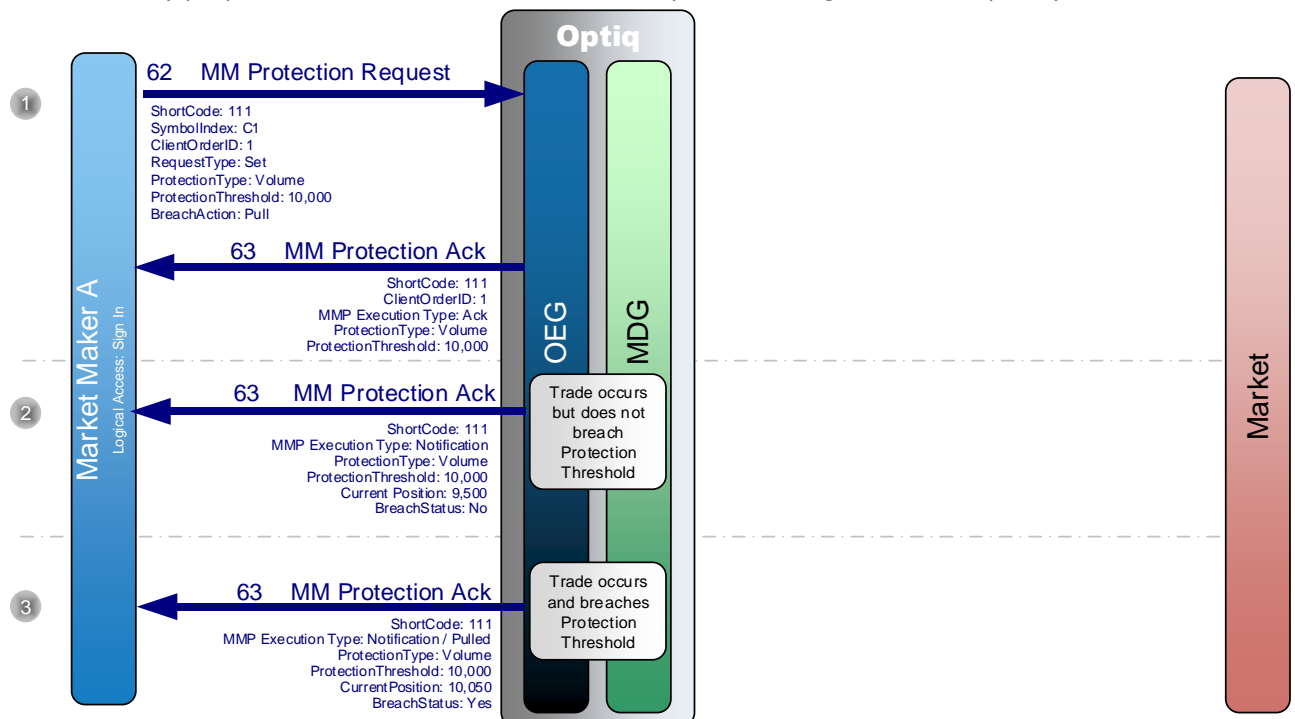 Optiq
62 MM Protection Request
1
ShortCode: 111
SymbolIndex: C1
ClientOrderID: 1
RequestType: Set
ProtectionType: Volume
ProtectionThreshold: 10,000
BreachAction: Pull
63 MM Protection Ack
ShortCode: 111
ClientOrderID: 1
MMP Execution Type: Ack
ProtectionType: Volume
ProtectionThreshold: 10,000
Market Maker A
Logical Access: Sign In
OEG
MDG
Market
2
63 MM Protection Ack
ShortCode: 111
MMP Execution Type: Notification
ProtectionType: Volume
ProtectionThreshold: 10,000
Current Position: 9,500
BreachStatus: No
Trade occurs
but does not
breach
Protection
Threshold
3
63 MM Protection Ack
ShortCode: 111
MMP Execution Type: Notification / Pulled
ProtectionType: Volume
ProtectionThreshold: 10,000
CurrentPosition: 10,050
BreachStatus: Yes
Trade occurs
and breaches
Protection
Threshold